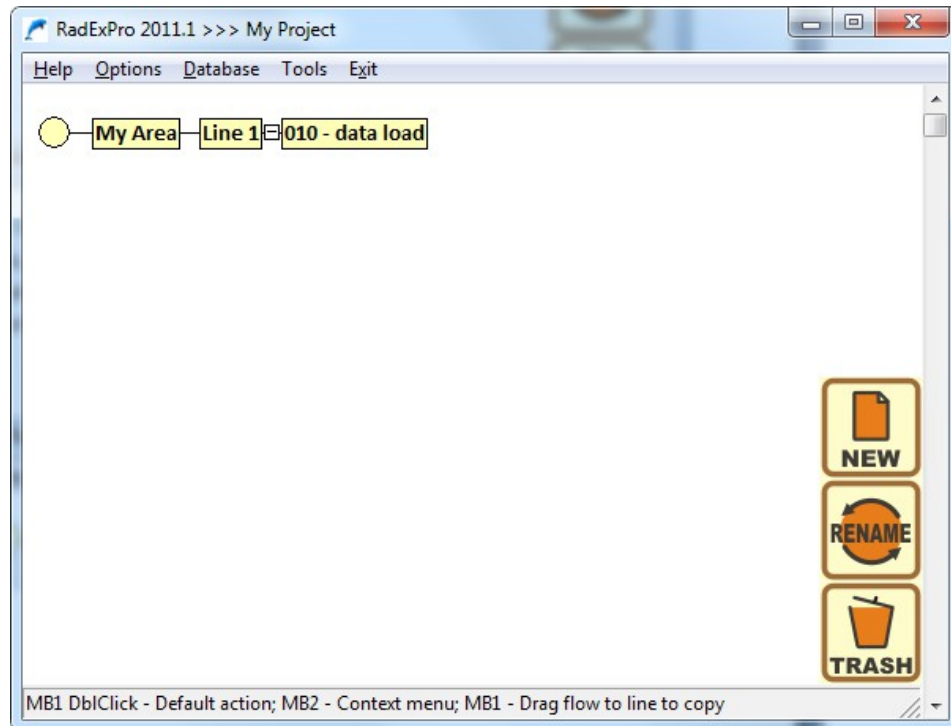 RadExPro 2011.1 >>> My Project
Help Options Database Tools Exit
My Area Line 1 010 - data load
NEW
RENAME
TRASH
MB1 DblClick - Default action; MB2 - Context menu; MB1 - Drag flow to line to copy